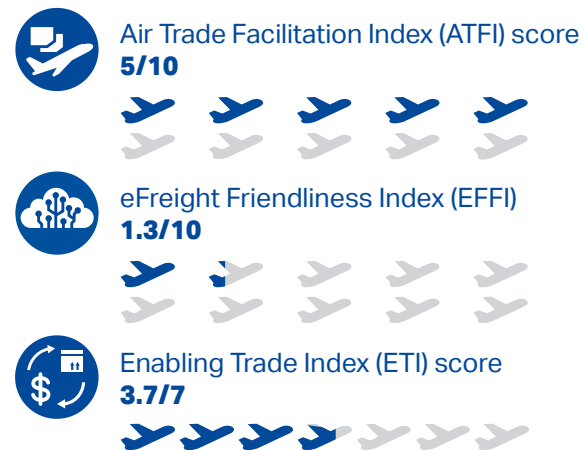 Air Trade Facilitation Index (ATFI) score
5/10
eFreight Friendliness Index (EFFI)
1.3/10
$
Enabling Trade Index (ETI) score
3.7/7